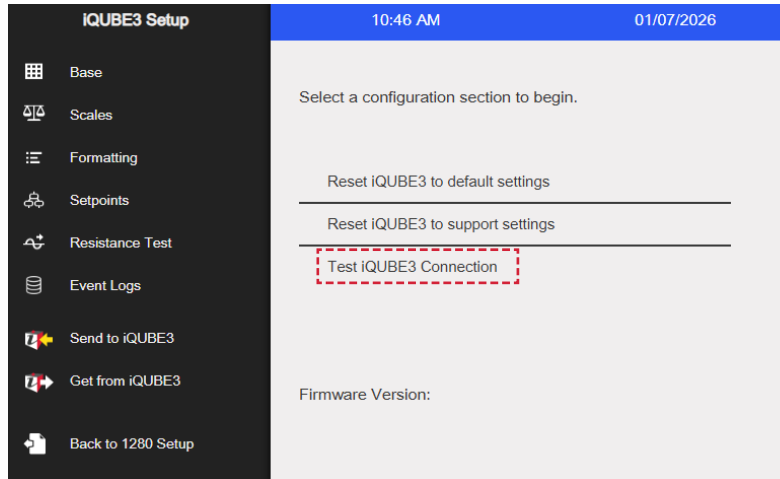 iQUBE3 Setup
10:46 AM
01/07/2026
Base
Scales
Formatting
Setpoints
Resistance Test
Event Logs
Send to iQUBE3
Get from iQUBE3
Back to 1280 Setup
Select a configuration section to begin.
Reset iQUBE3 to default settings
Reset iQUBE3 to support settings
Test iQUBE3 Connection
Firmware Version: